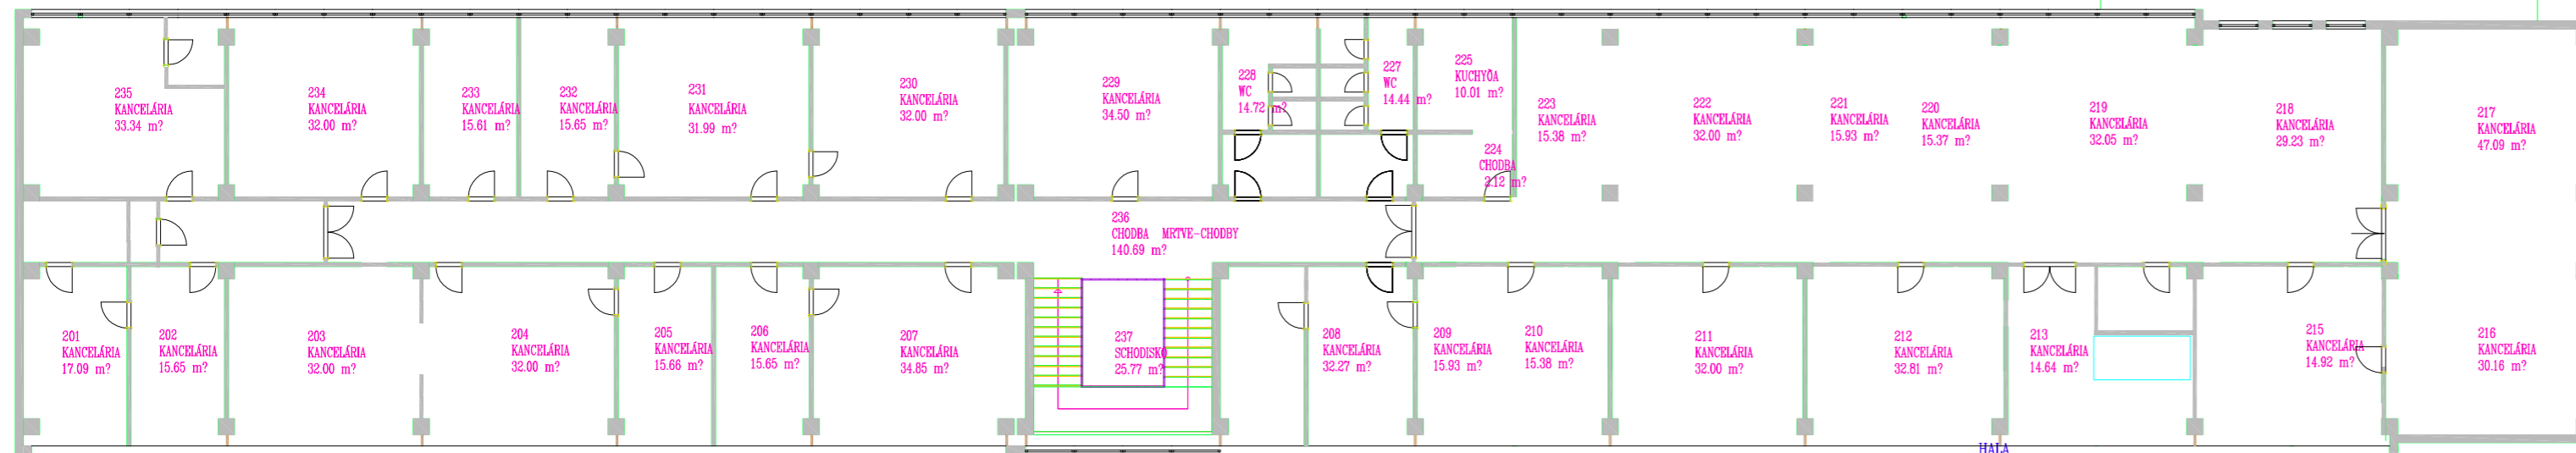 235
KANCELÁRIA
33.34 m?
234
KANCELÁRIA
32.00 m?
233
KANCELÁRIA
15.61 m?
232
KANCELÁRIA
15.65 m?
231
KANCELÁRIA
31.99 m?
230
KANCELÁRIA
32.00 m?
229
KANCELÁRIA
34.50 m?
228
WC
14.72 m?
227
WC
14.44 m?
225
KUCHYÒA
10.01 m?
224
CHODBA
2.12 m?
223
KANCELÁRIA
15.38 m?
222
KANCELÁRIA
32.00 m?
221
KANCELÁRIA
15.93 m?
220
KANCELÁRIA
15.37 m?
219
KANCELÁRIA
32.05 m?
218
KANCELÁRIA
29.23 m?
217
KANCELÁRIA
47.09 m?
236
CHODBA MRTVE-CHODBY
140.69 m?
201
KANCELÁRIA
17.09 m?
202
KANCELÁRIA
15.65 m?
203
KANCELÁRIA
32.00 m?
204
KANCELÁRIA
32.00 m?
205
KANCELÁRIA
15.66 m?
206
KANCELÁRIA
15.65 m?
207
KANCELÁRIA
34.85 m?
237
SCHODISKO
25.77 m?
208
KANCELÁRIA
32.27 m?
209
KANCELÁRIA
15.93 m?
210
KANCELÁRIA
15.38 m?
211
KANCELÁRIA
32.00 m?
212
KANCELÁRIA
32.81 m?
213
KANCELÁRIA
14.64 m?
215
KANCELÁRIA
14.92 m?
216
KANCELÁRIA
30.16 m?
HALA